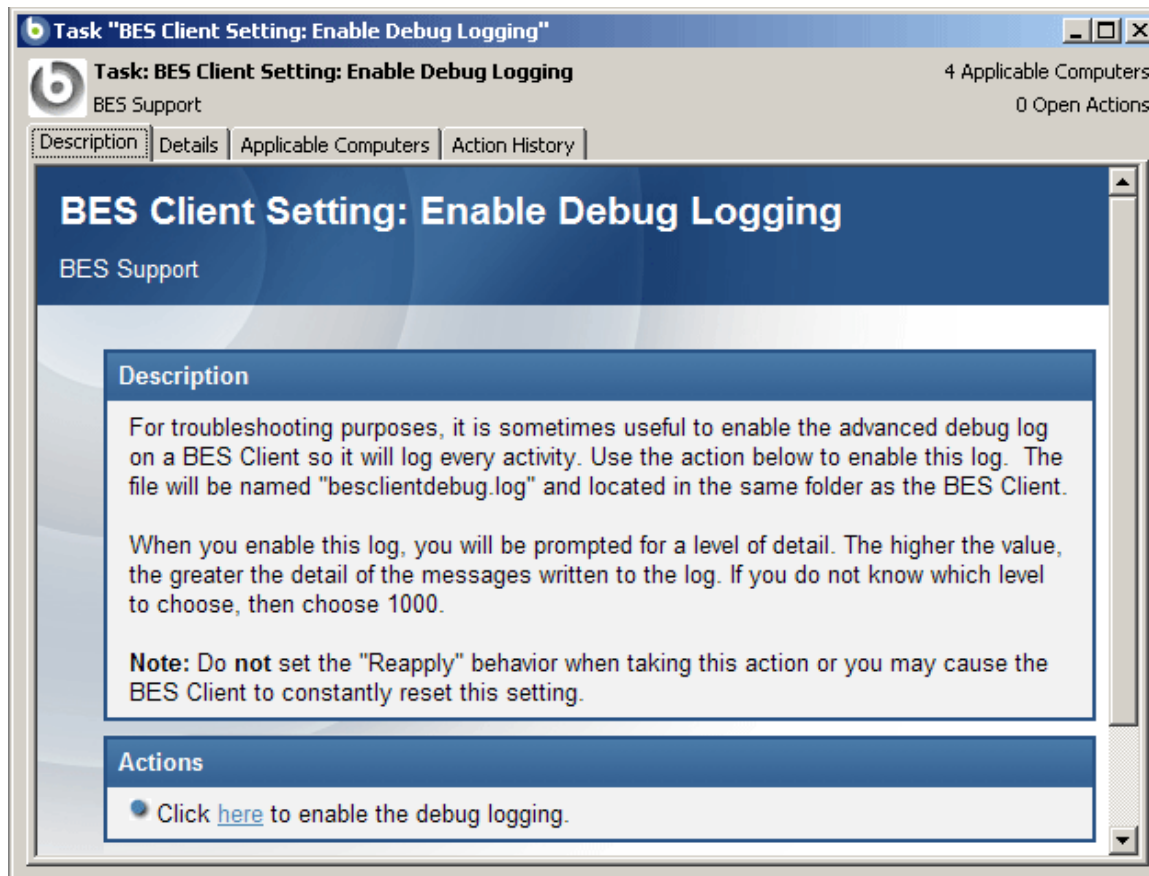 Task "BES Client Setting: Enable Debug Logging"
Task: BES Client Setting: Enable Debug Logging
4 Applicable Computers
BES Support
0 Open Actions
Description
Details
Applicable Computers
Action History
BES Client Setting: Enable Debug Logging
BES Support
Description
For troubleshooting purposes, it is sometimes useful to enable the advanced debug log
on a BES Client so it will log every activity. Use the action below to enable this log.  The
file will be named "besclientdebug.log" and located in the same folder as the BES Client.
When you enable this log, you will be prompted for a level of detail. The higher the value,
the greater the detail of the messages written to the log. If you do not know which level
to choose, then choose 1000.
Note: Do not set the "Reapply" behavior when taking this action or you may cause the
BES Client to constantly reset this setting.
Actions
Click here to enable the debug logging.